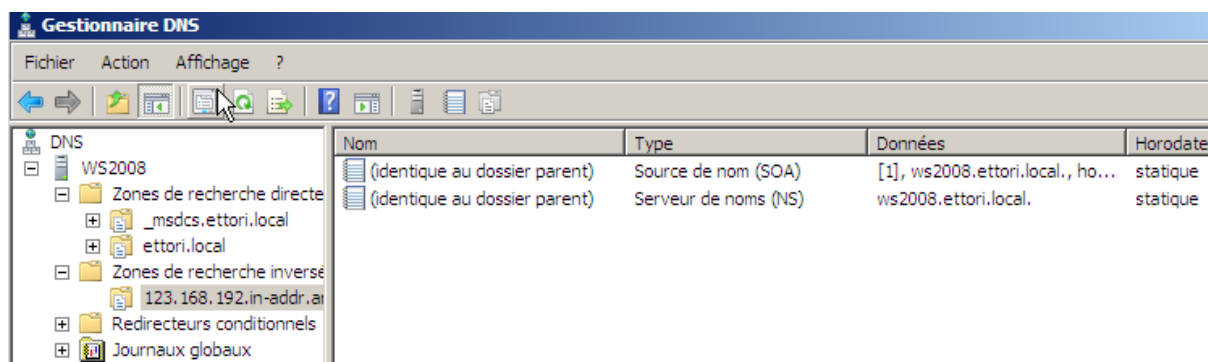 Gestionnaire DNS
Fichier Action Affichage ?
DNS
WS2008
Zones de recherche directe
_msdcs.ettori.local
ettori.local
Zones de recherche inversé
123.168.192.in-addr.ar
Redirecteurs conditionnels
Journaux globaux
Nom Type Données Horodate
(identique au dossier parent) Source de nom (SOA) [1], ws2008.ettori.local., ho... statique
(identique au dossier parent) Serveur de noms (NS) ws2008.ettori.local. statique